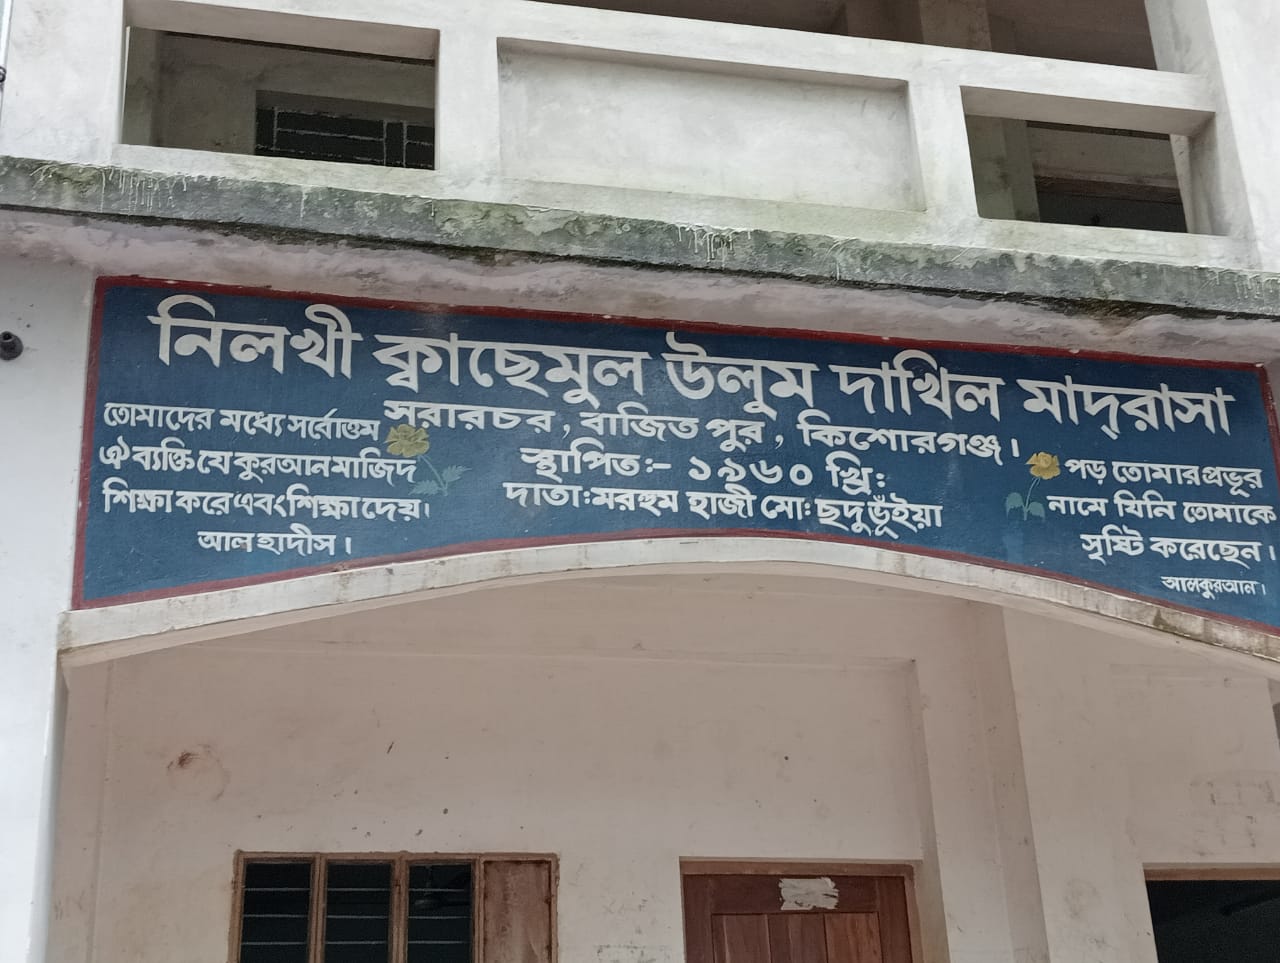 নিলখী ক্বাছেমুল উলুম দাখিল মাদ্‌রাসা
সরারচর, বাজিত পুর, কিশোরগঞ্জ।
স্থাপিতঃ- ১৯৬০ খ্রি:
দাতা:মরহুম হাজী মো: ছদু ভূঁইয়া
তোমাদের মধ্যে সর্বোত্তম
ঐ ব্যক্তি যে কুরআন মাজিদ
শিক্ষা করে এবং শিক্ষা দেয়।
আল হাদীস।
পড় তোমার প্রভূর
নামে যিনি তোমাকে
সৃষ্টি করেছেন।
আলকুরআন।